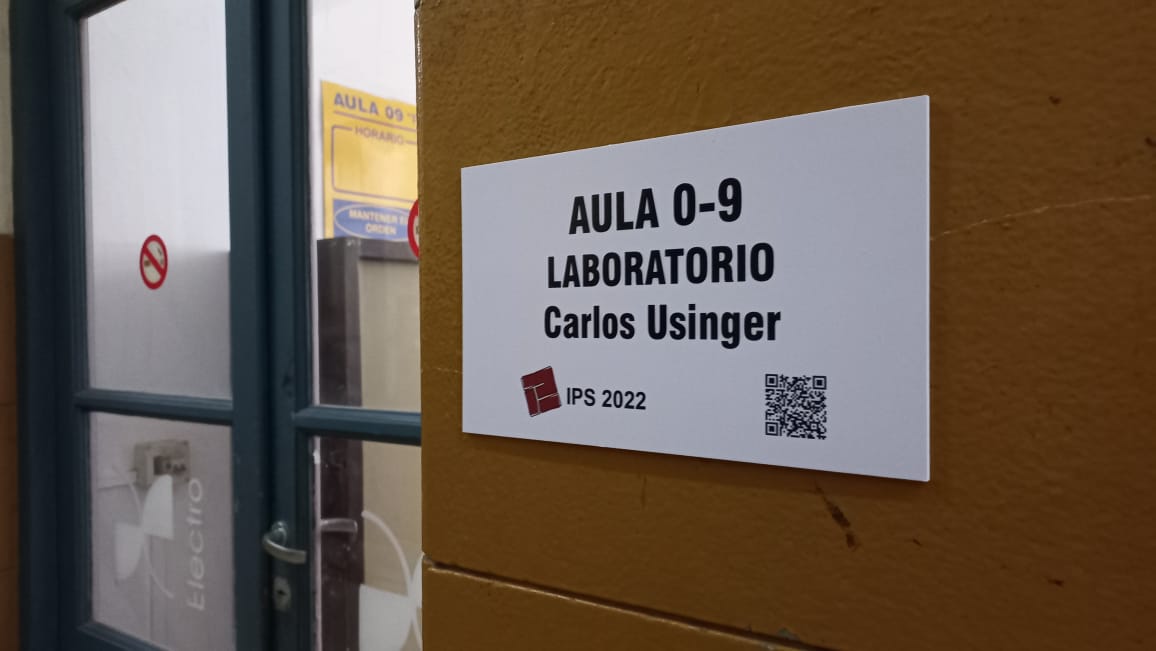 AULA 09
HORARIO
MANTENER
ORDEN
Electro
AULA 0-9
LABORATORIO
Carlos Usinger
IPS 2022